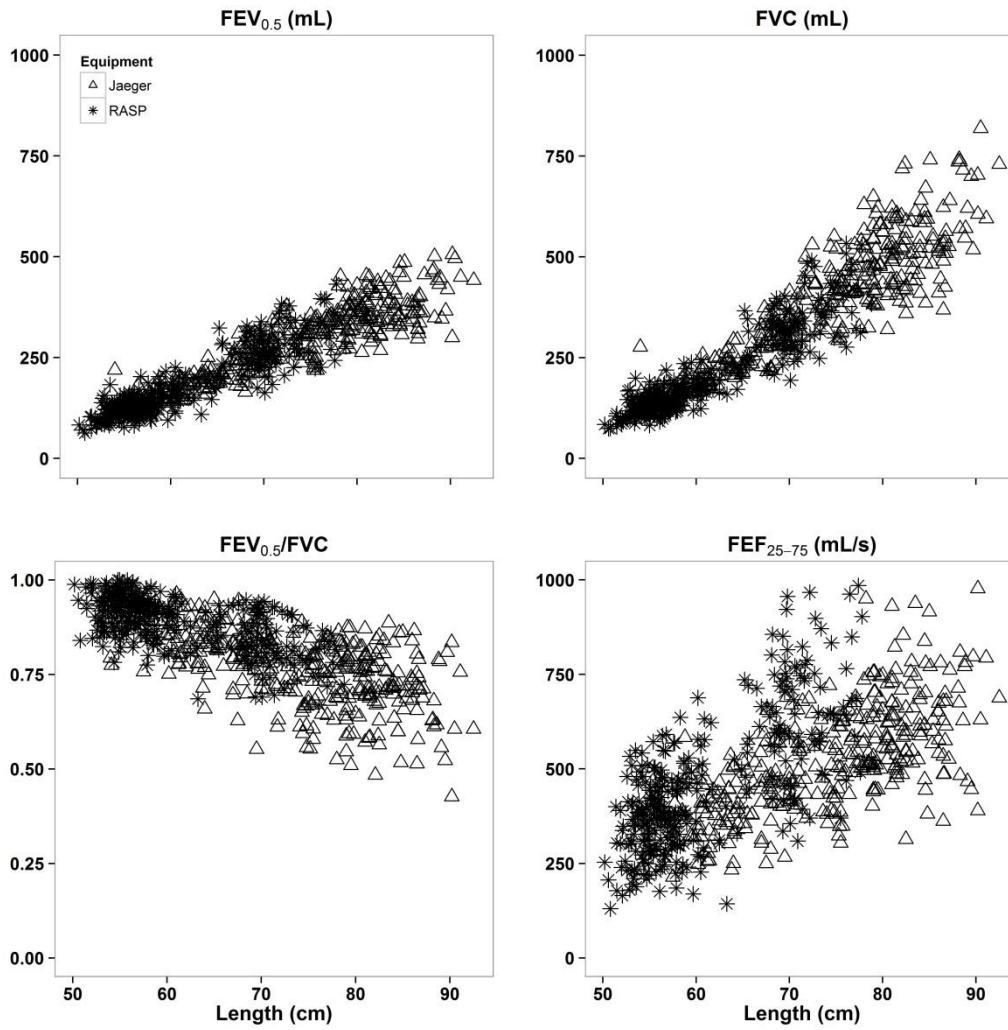 FEV0.5 (mL)
1000
750
500
250
0
Equipment
Jaeger
RASP
FVC (mL)
1000
750
500
250
0
FEV0.5/FVC
1.00
0.75
0.50
0.25
0.00
50 60 70 80 90
Length (cm)
FEF25–75 (mL/s)
1000
750
500
250
0
50 60 70 80 90
Length (cm)